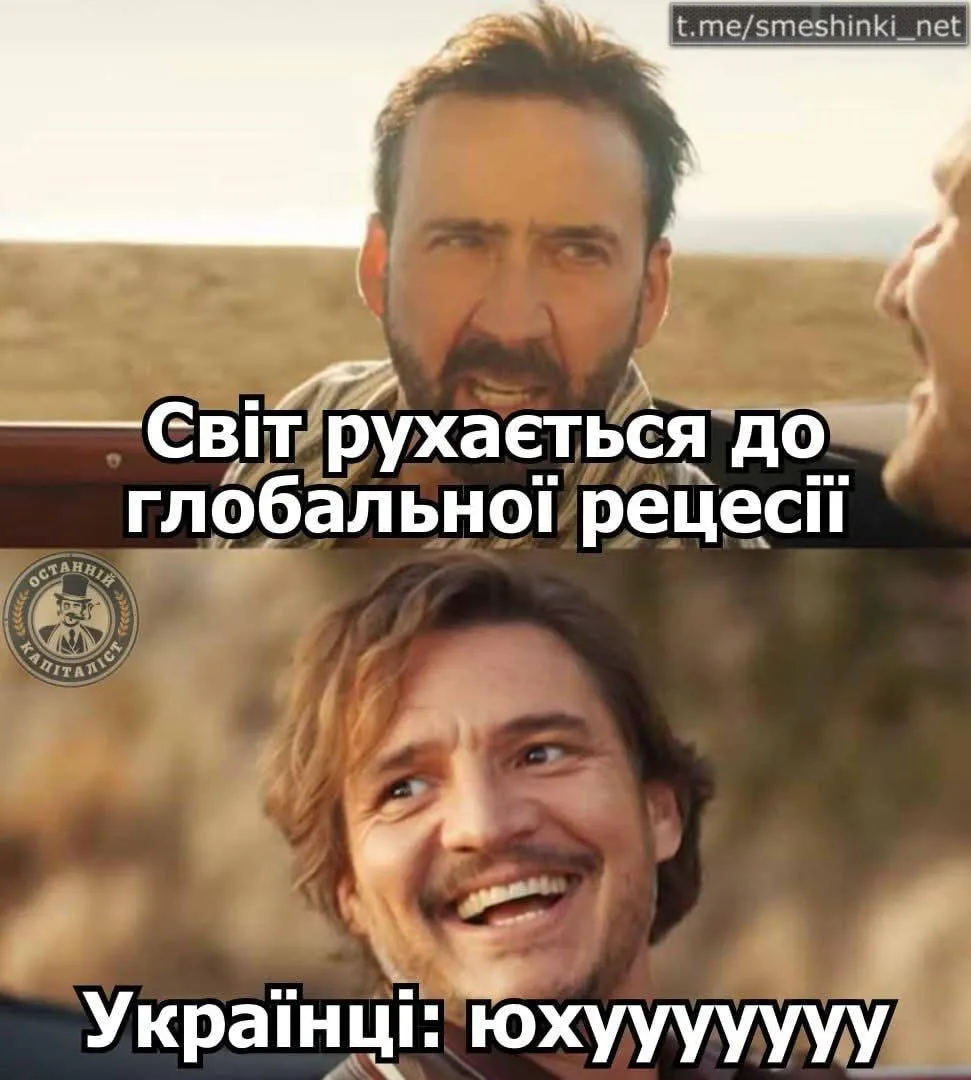 t.me/smeshinki_net
Світ рухається до
глобальної рецесії
ОСТАННІЙ
КАПІТАЛІСТ
Українці: юхууууууу